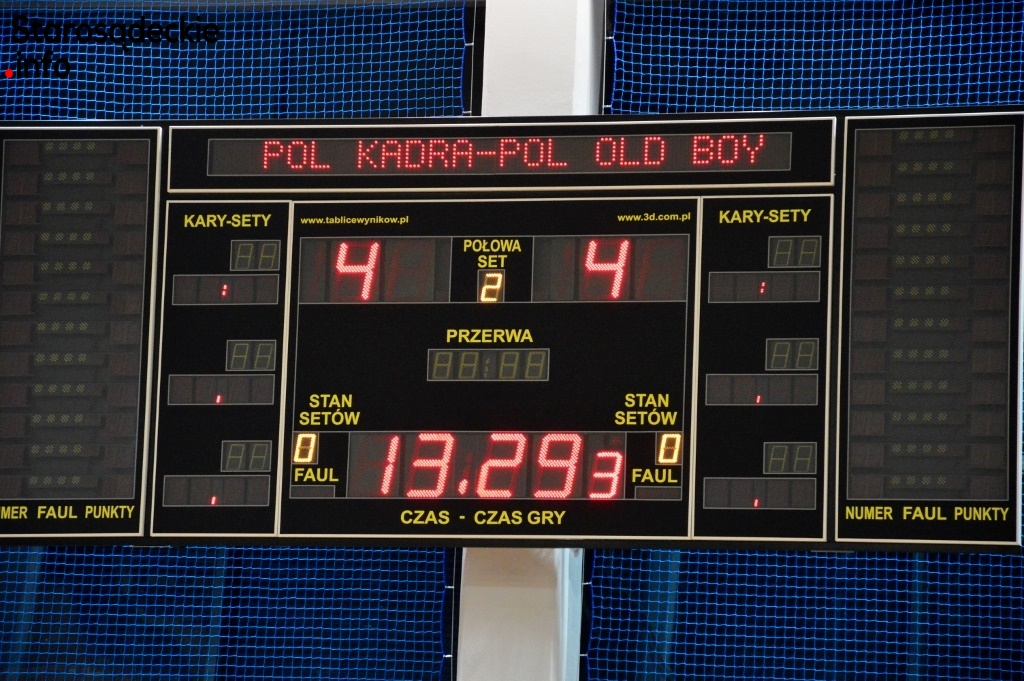 Starosądeckie
.info
POL KADRA-POL OLD BOY
KARY-SETY
www.tablicewynikow.pl
www.3d.com.pl
KARY-SETY
4
POŁOWA
SET
2
4
PRZERWA
STAN
SETÓW
0
FAUL
STAN
SETÓW
0
FAUL
13.29 3
CZAS - CZAS GRY
MER FAUL PUNKTY
NUMER FAUL PUNKTY